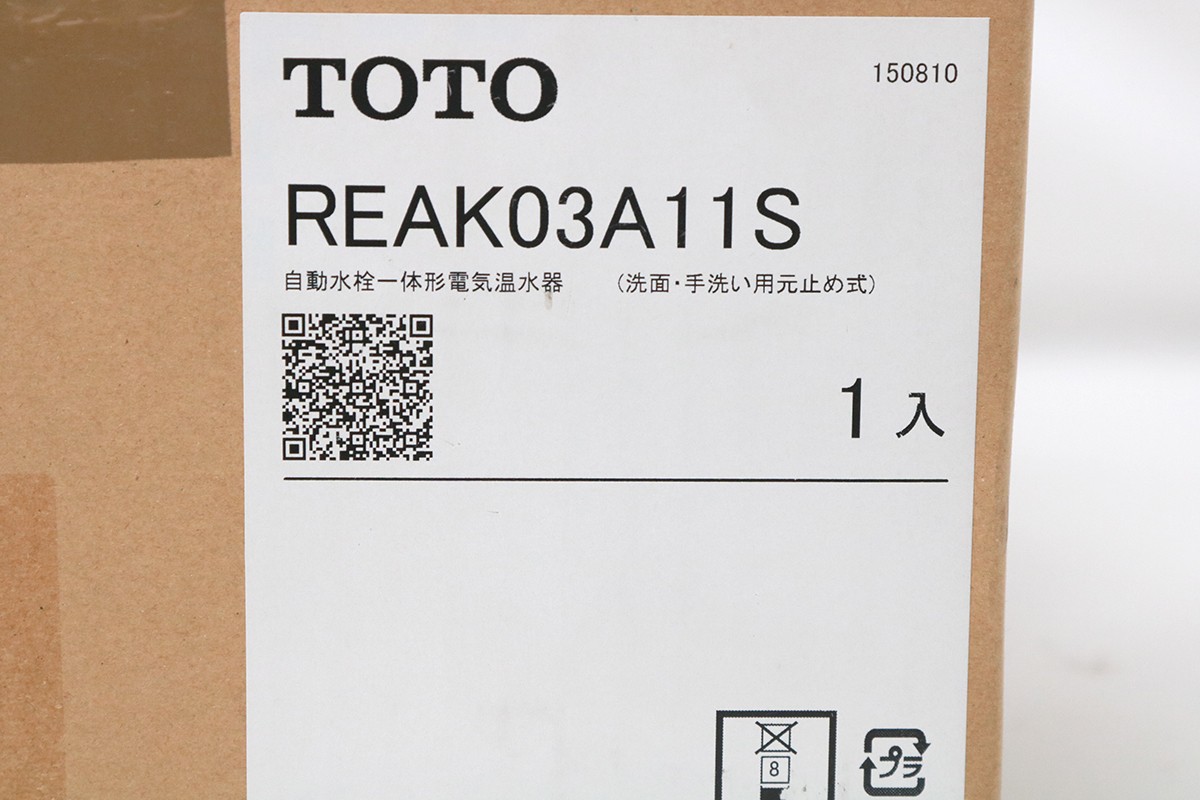 TOTO
150810
REAK03A11S
自動水栓一体形電気温水器 (洗面・手洗い用元止め式)
1入
8
プラ